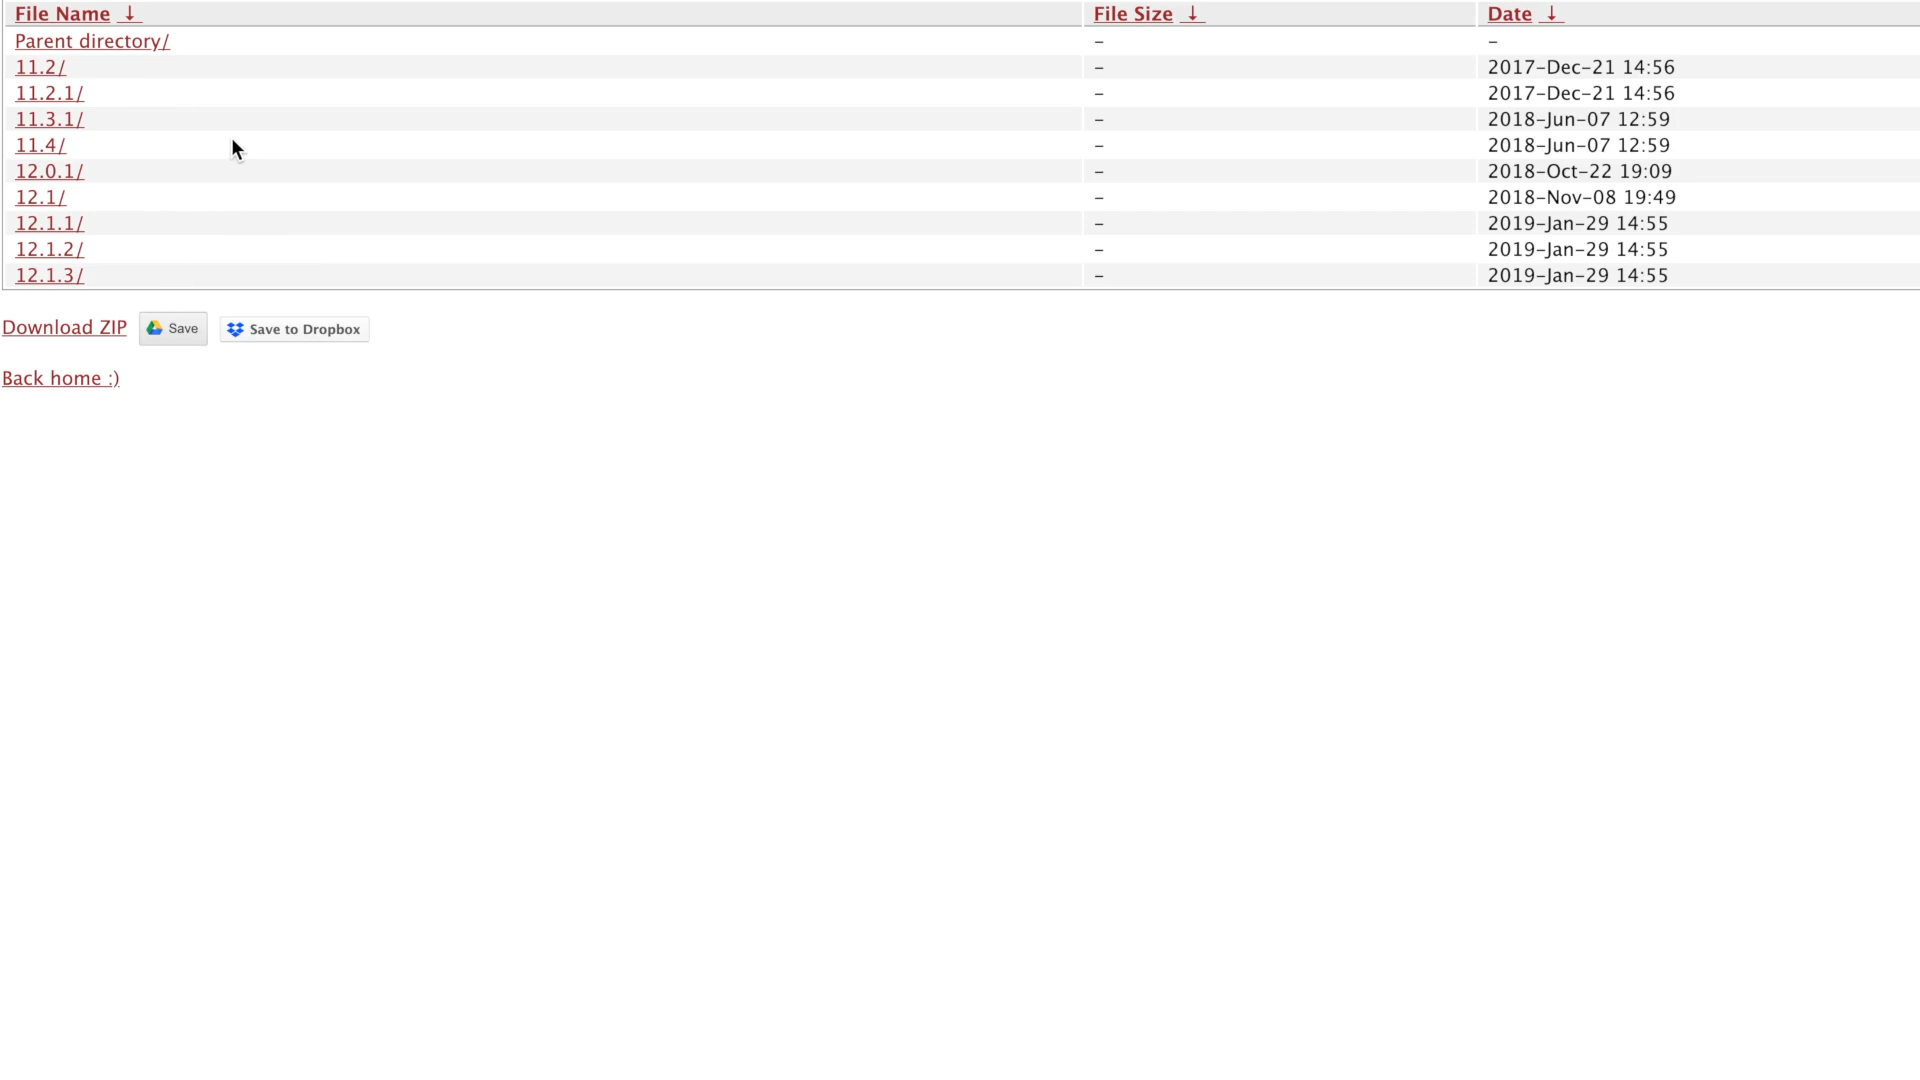 File Name ↓ File Size ↓ Date ↓
Parent directory/ – –
11.2/ – 2017-Dec-21 14:56
11.2.1/ – 2017-Dec-21 14:56
11.3.1/ – 2018-Jun-07 12:59
11.4/ – 2018-Jun-07 12:59
12.0.1/ – 2018-Oct-22 19:09
12.1/ – 2018-Nov-08 19:49
12.1.1/ – 2019-Jan-29 14:55
12.1.2/ – 2019-Jan-29 14:55
12.1.3/ – 2019-Jan-29 14:55
Download ZIP Save Save to Dropbox
Back home :)